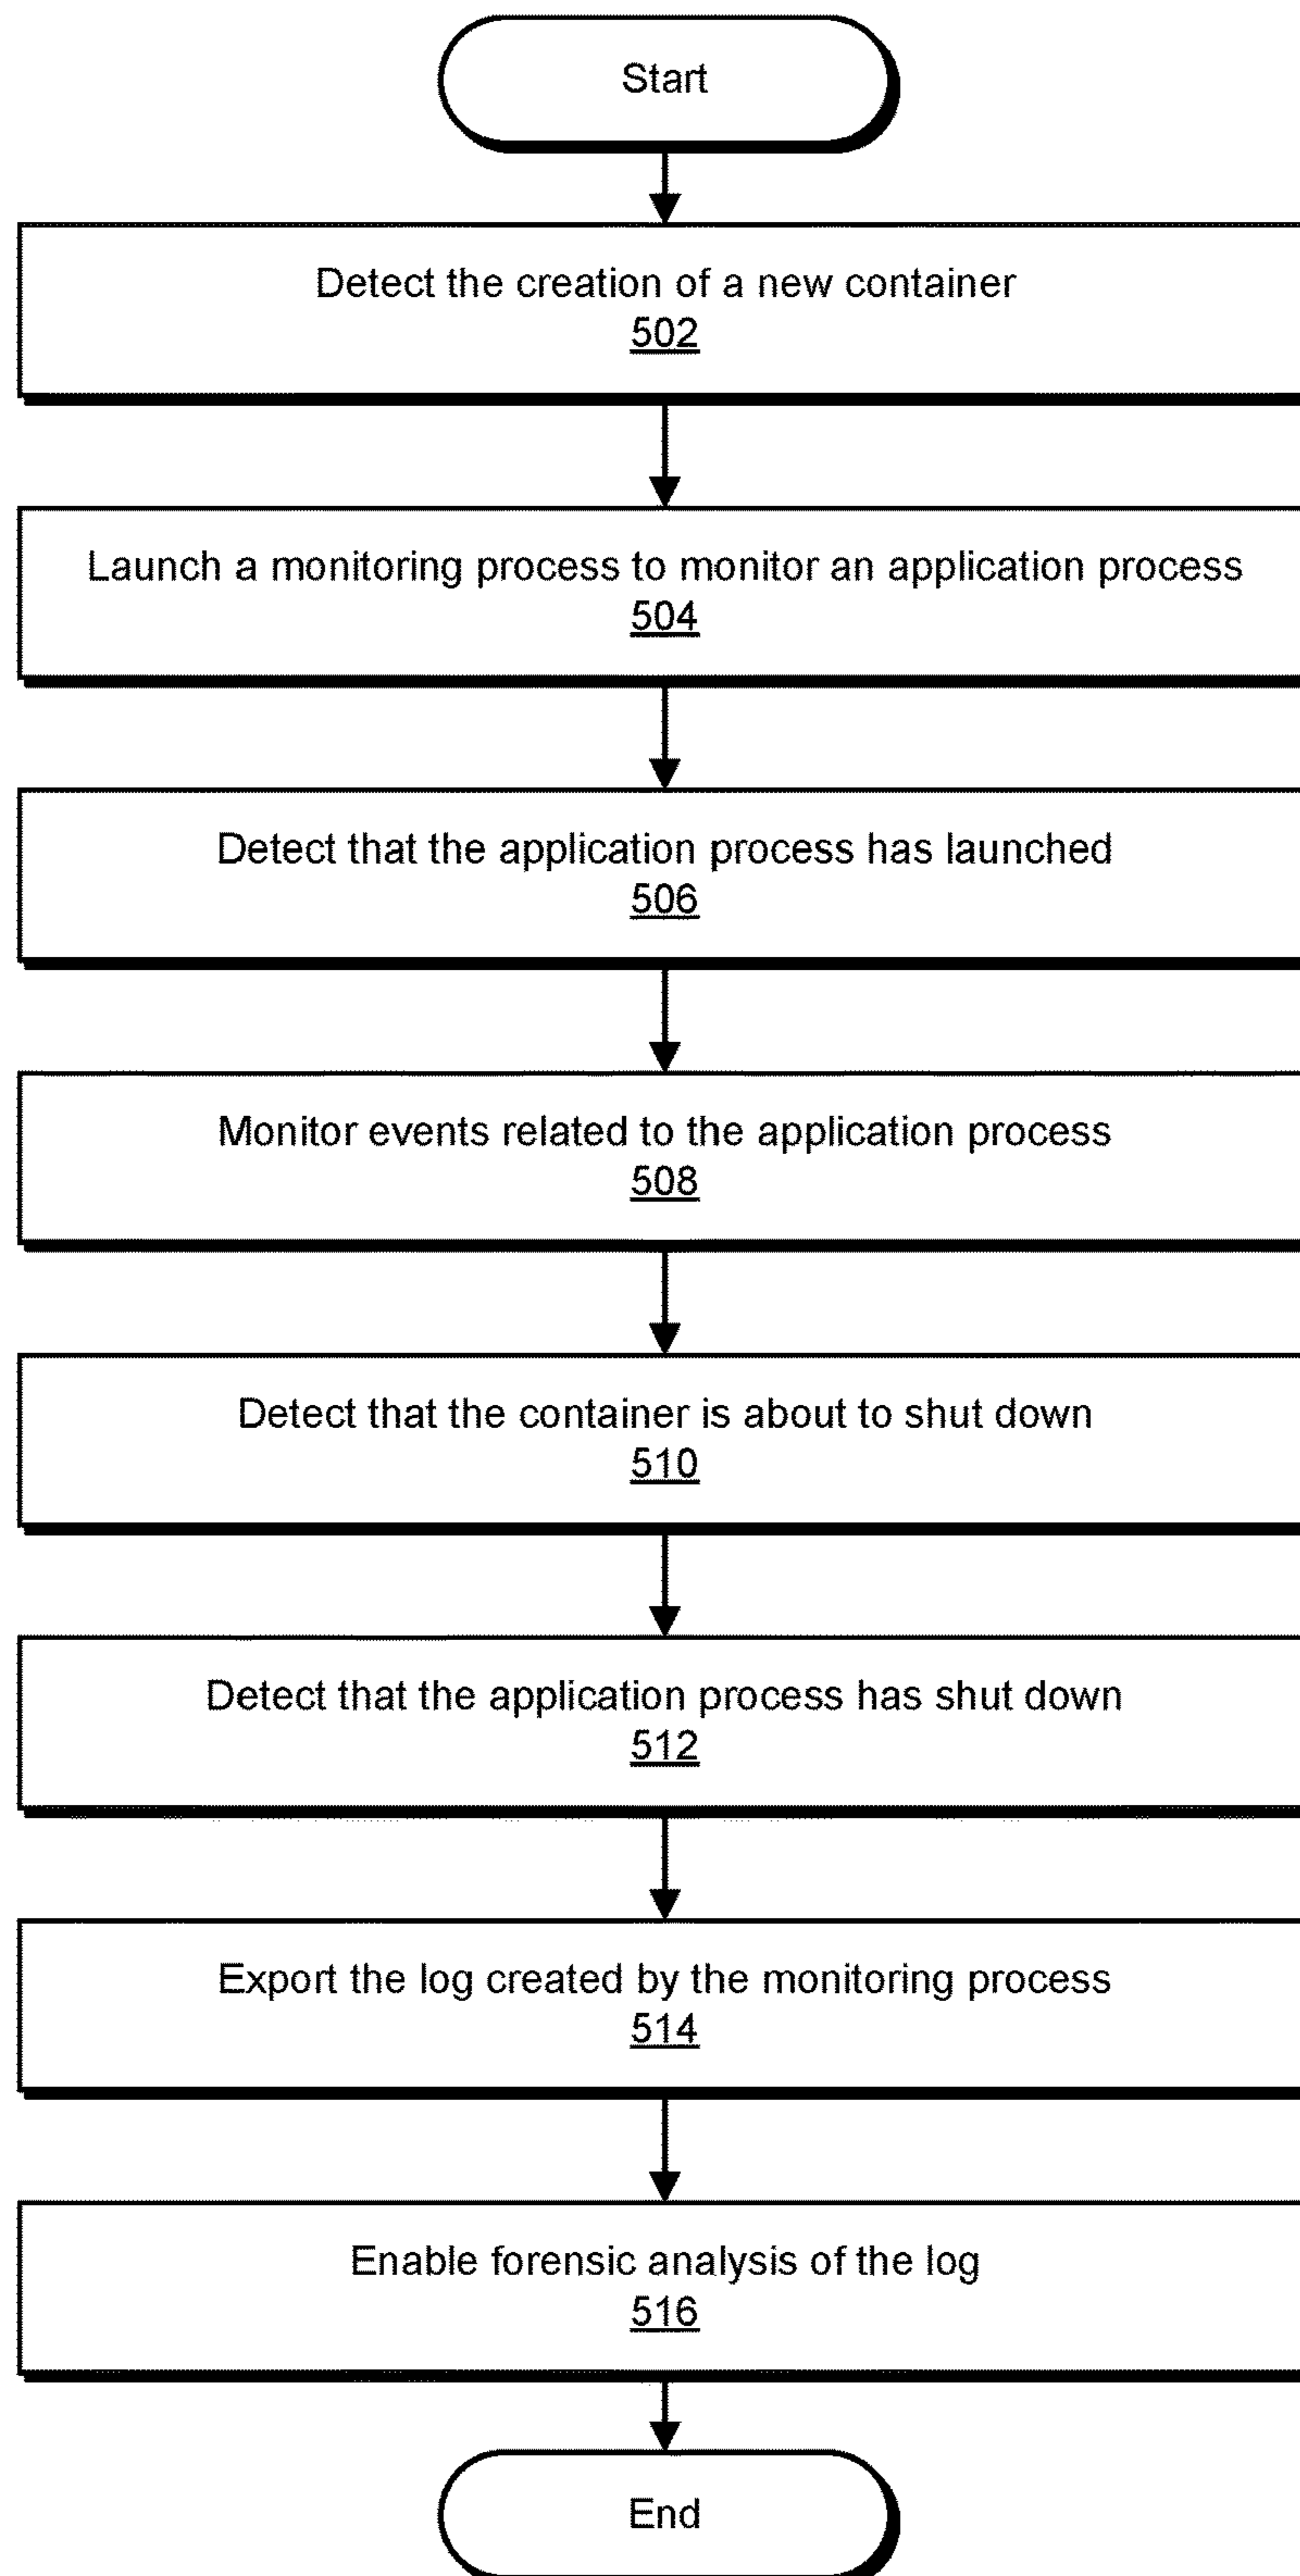 Start
Detect the creation of a new container
502
Launch a monitoring process to monitor an application process
504
Detect that the application process has launched
506
Monitor events related to the application process
508
Detect that the container is about to shut down
510
Detect that the application process has shut down
512
Export the log created by the monitoring process
514
Enable forensic analysis of the log
516
End